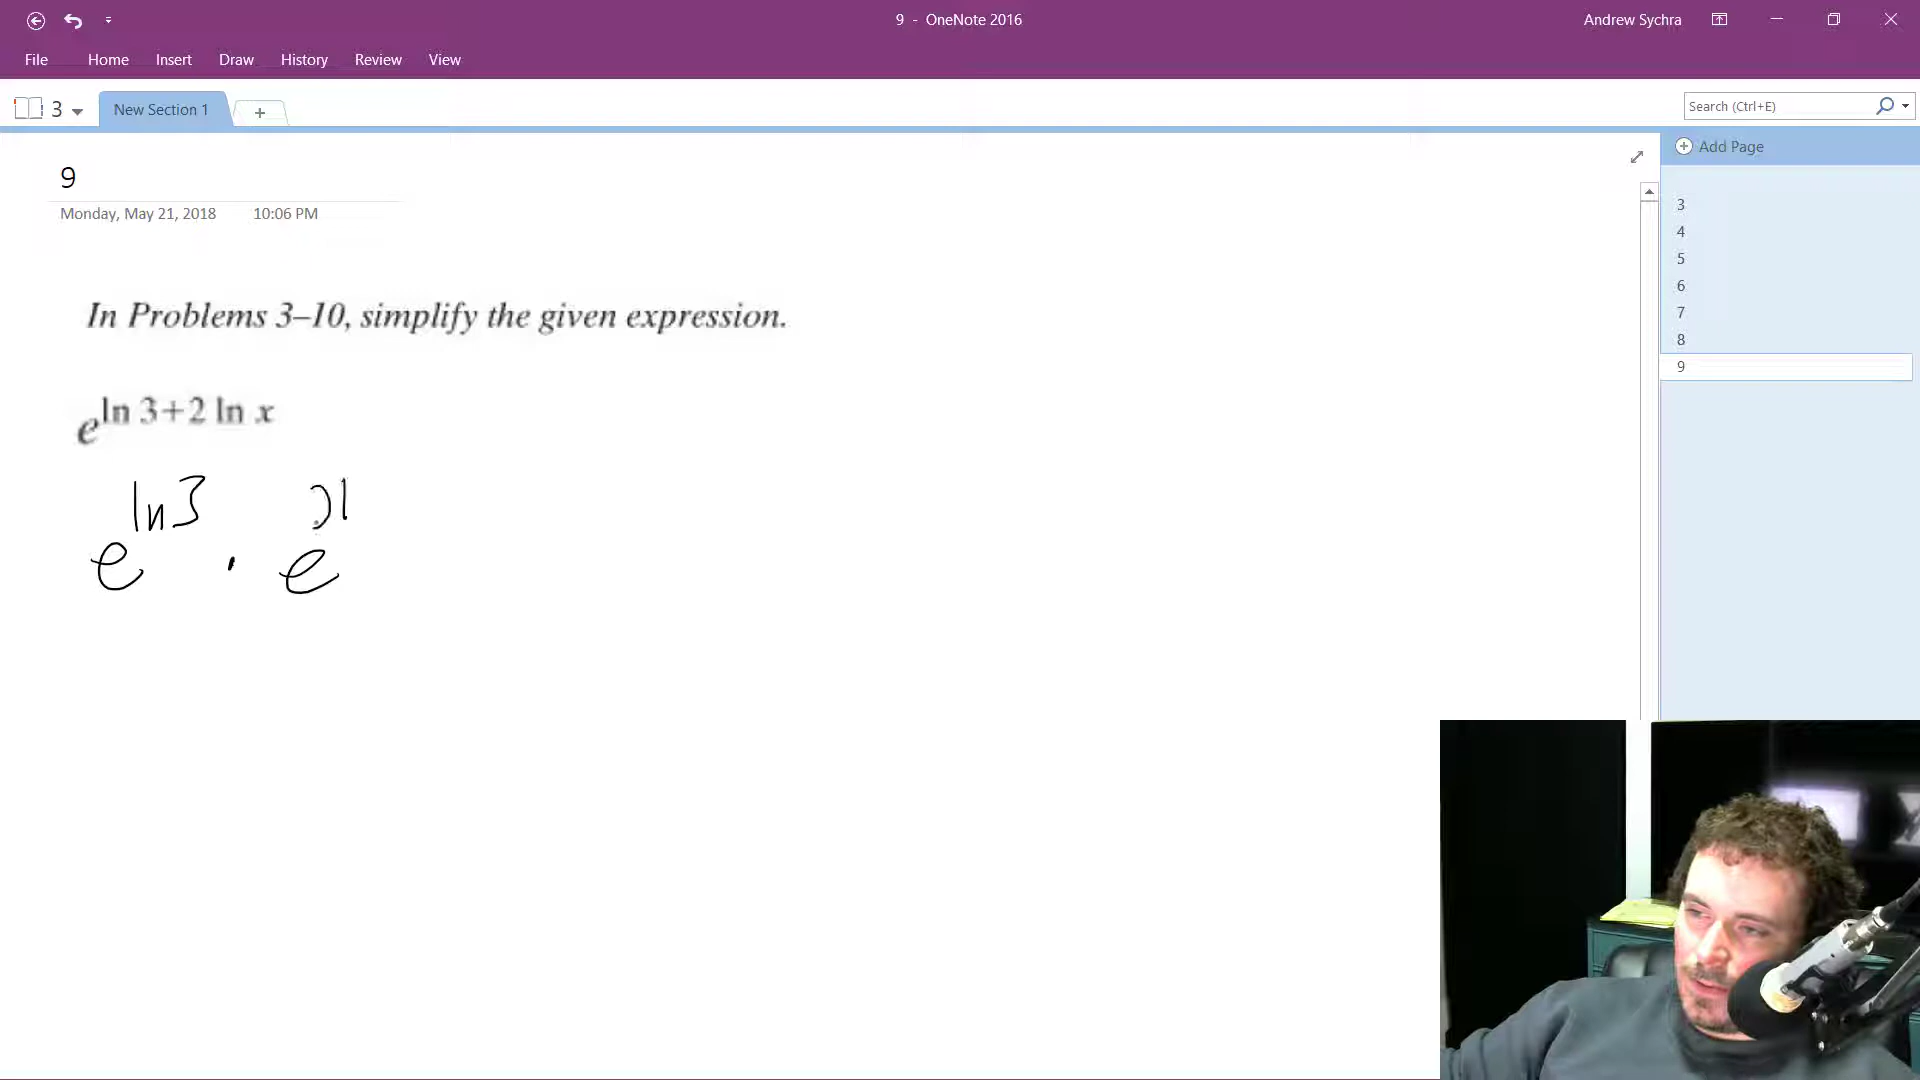 9 - OneNote 2016
Andrew Sychra
File Home Insert Draw History Review View
3
New Section 1
+
Search (Ctrl+E)
Add Page
9
Monday, May 21, 2018 10:06 PM
3
4
5
6
7
8
9
In Problems 3–10, simplify the given expression.
e^ln 3+2 ln x
e^ln3 · e^2l